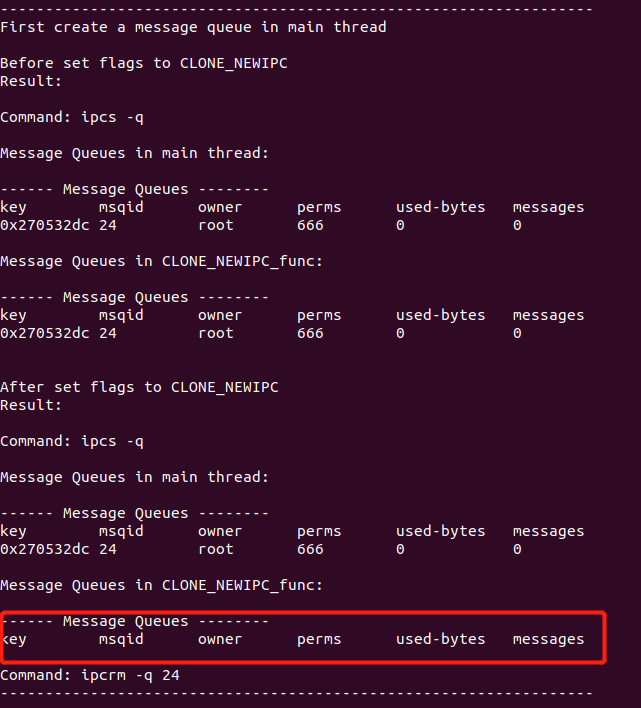 ------------------------------------------------------------------
First create a message queue in main thread
Before set flags to CLONE_NEWIPC
Result:
Command: ipcs -q
Message Queues in main thread:
------ Message Queues --------
key        msqid      owner      perms      used-bytes   messages
0x270532dc 24         root       666        0            0
Message Queues in CLONE_NEWIPC_func:
------ Message Queues --------
key        msqid      owner      perms      used-bytes   messages
0x270532dc 24         root       666        0            0
After set flags to CLONE_NEWIPC
Result:
Command: ipcs -q
Message Queues in main thread:
------ Message Queues --------
key        msqid      owner      perms      used-bytes   messages
0x270532dc 24         root       666        0            0
Message Queues in CLONE_NEWIPC_func:
------ Message Queues --------
key        msqid      owner      perms      used-bytes   messages
Command: ipcrm -q 24
------------------------------------------------------------------